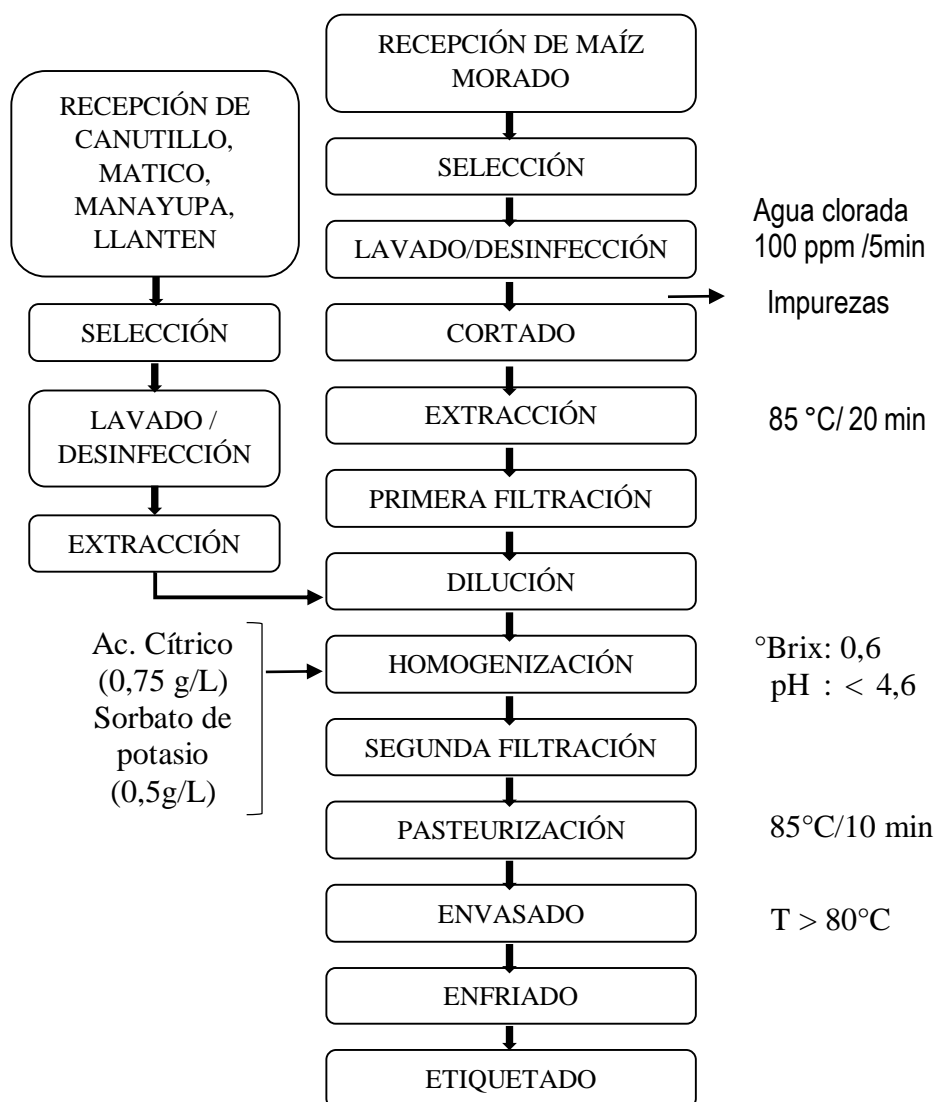 RECEPCIÓN DE
CANUTILLO,
MATICO,
MANAYUPA,
LLANTEN
SELECCIÓN
LAVADO /
DESINFECCIÓN
EXTRACCIÓN
Ac. Cítrico
(0,75 g/L)
Sorbato de
potasio
(0,5g/L)
RECEPCIÓN DE MAÍZ
MORADO
SELECCIÓN
LAVADO/DESINFECCIÓN
CORTADO
EXTRACCIÓN
PRIMERA FILTRACIÓN
DILUCIÓN
HOMOGENIZACIÓN
SEGUNDA FILTRACIÓN
PASTEURIZACIÓN
ENVASADO
ENFRIADO
ETIQUETADO
Agua clorada
100 ppm /5min
Impurezas
85 °C/ 20 min
°Brix: 0,6
pH : < 4,6
85°C/10 min
T > 80°C